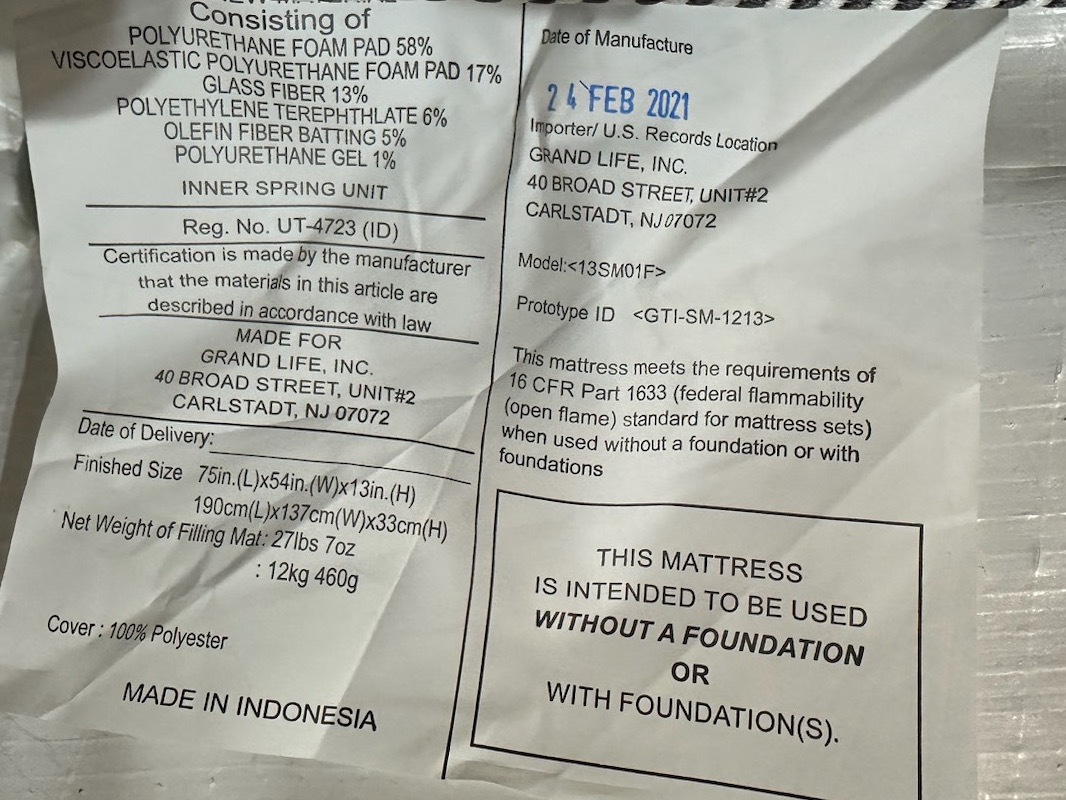 Consisting of
POLYURETHANE FOAM PAD 58%
VISCOELASTIC POLYURETHANE FOAM PAD 17%
GLASS FIBER 13%
POLYETHYLENE TEREPHTHLATE 6%
OLEFIN FIBER BATTING 5%
POLYURETHANE GEL 1%
INNER SPRING UNIT
Reg. No. UT-4723 (ID)
Certification is made by the manufacturer
that the materials in this article are
described in accordance with law
MADE FOR
GRAND LIFE, INC.
40 BROAD STREET, UNIT#2
CARLSTADT, NJ 07072
Date of Delivery:
Finished Size 75in.(L)x54in.(W)x13in.(H)
190cm(L)x137cm(W)x33cm(H)
Net Weight of Filling Mat: 27lbs 7oz
: 12kg 460g
Cover : 100% Polyester
MADE IN INDONESIA
Date of Manufacture
24 FEB 2021
Importer/ U.S. Records Location
GRAND LIFE, INC.
40 BROAD STREET, UNIT#2
CARLSTADT, NJ 07072
Model:<13SM01F>
Prototype ID <GTI-SM-1213>
This mattress meets the requirements of
16 CFR Part 1633 (federal flammability
(open flame) standard for mattress sets)
when used without a foundation or with
foundations
THIS MATTRESS
IS INTENDED TO BE USED
WITHOUT A FOUNDATION
OR
WITH FOUNDATION(S).